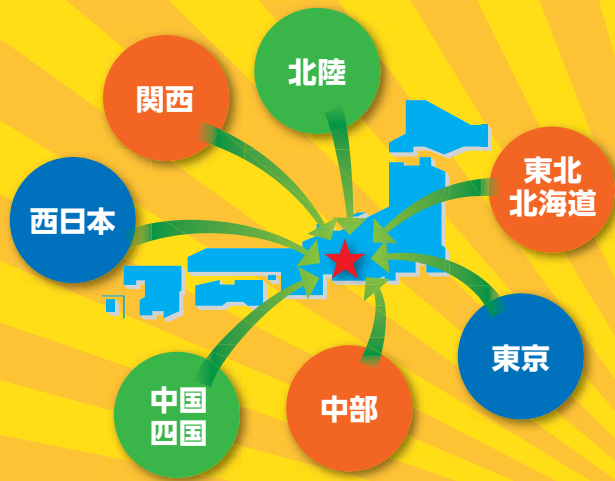 北陸
関西
東北
北海道
西日本
東京
中国
四国
中部